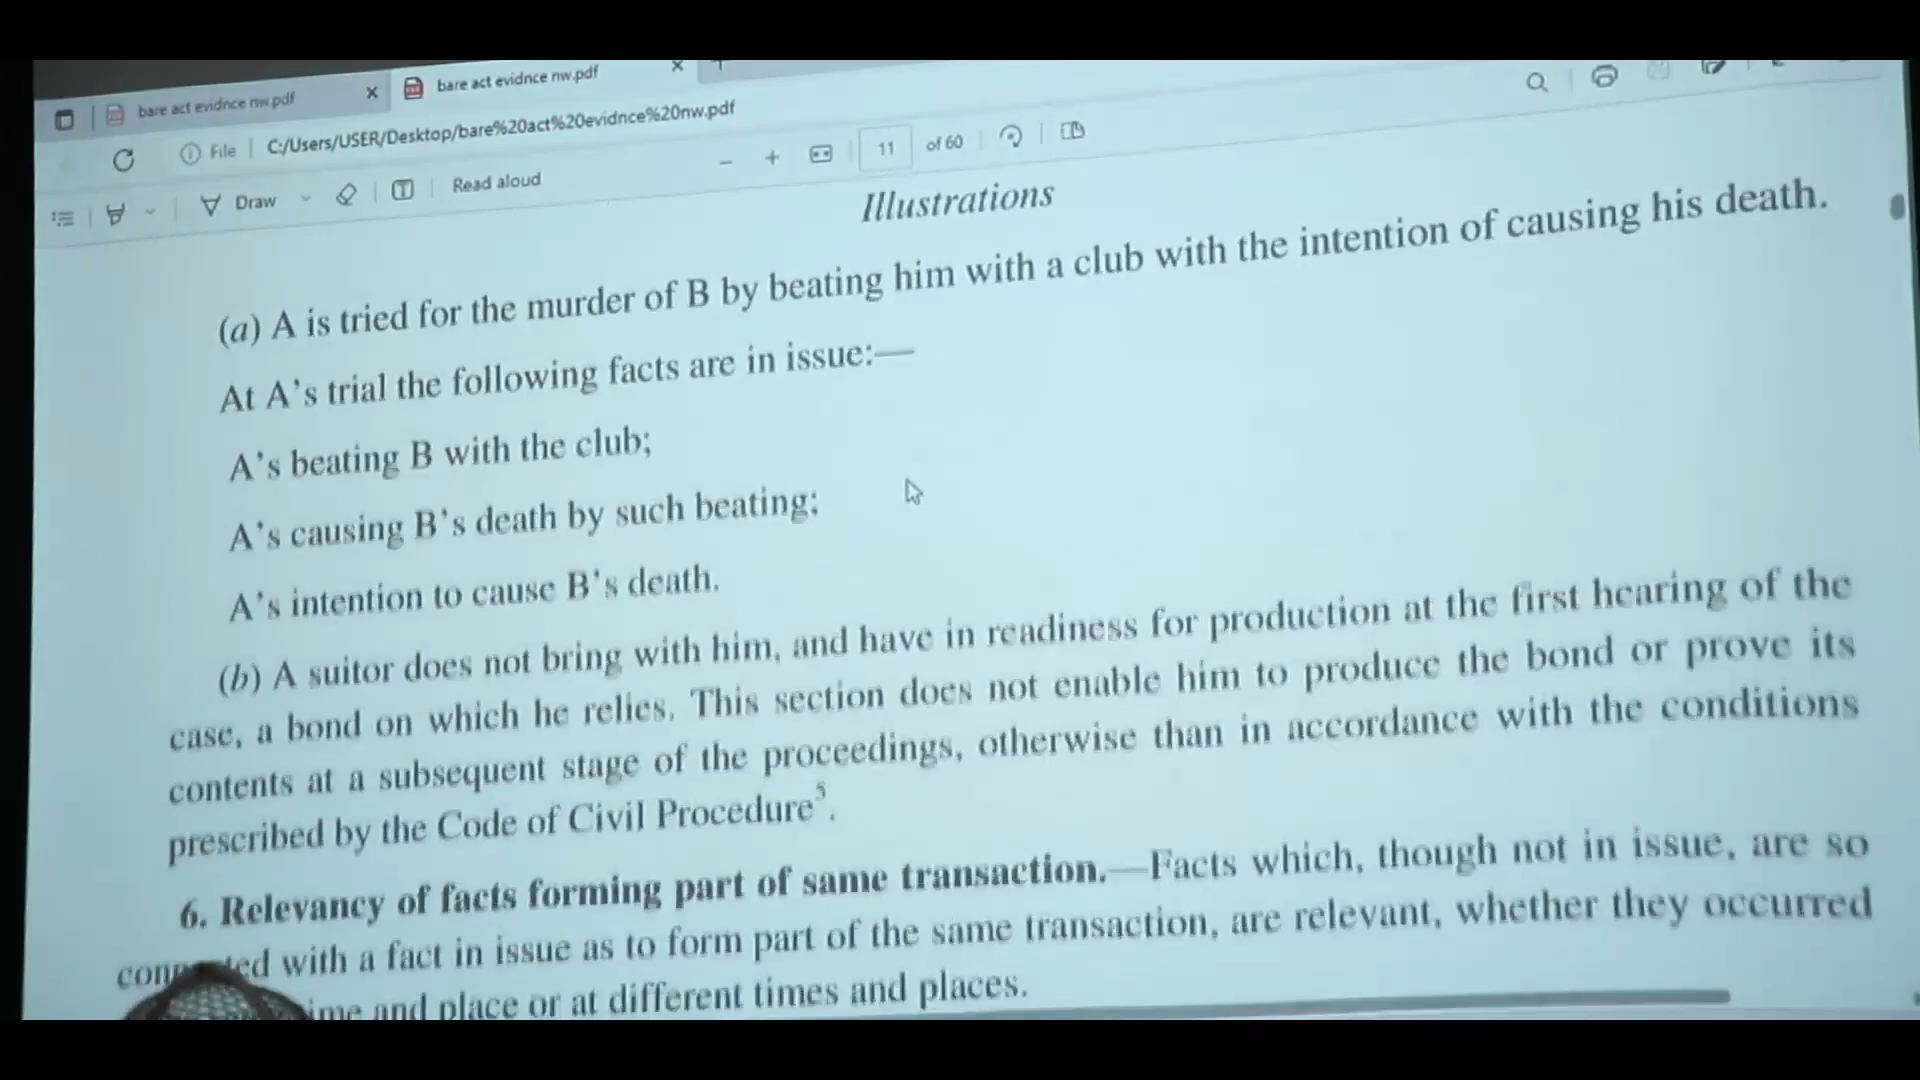 bare act evidnce nw.pdf
bare act evidnce nw.pdf
File
C:/Users/USER/Desktop/bare%20act%20evidnce%20nw.pdf
11 of 60
Draw
Read aloud
Illustrations
(a) A is tried for the murder of B by beating him with a club with the intention of causing his death.
At A's trial the following facts are in issue:—
A's beating B with the club;
A's causing B's death by such beating;
A's intention to cause B's death.
(b) A suitor does not bring with him, and have in readiness for production at the first hearing of the
case, a bond on which he relies. This section does not enable him to produce the bond or prove its
contents at a subsequent stage of the proceedings, otherwise than in accordance with the conditions
prescribed by the Code of Civil Procedure5.
6. Relevancy of facts forming part of same transaction.—Facts which, though not in issue, are so
with a fact in issue as to form part of the same transaction, are relevant, whether they occurred
and place or at different times and places.